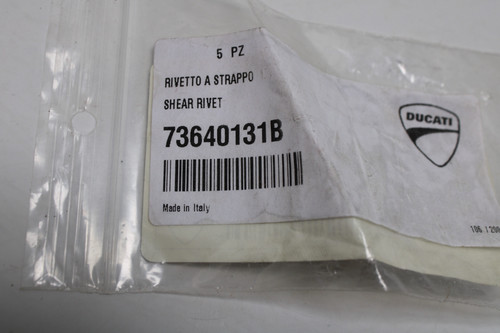 5 PZ
RIVETTO A STRAPPO
SHEAR RIVET
73640131B
DUCATI
Made in Italy